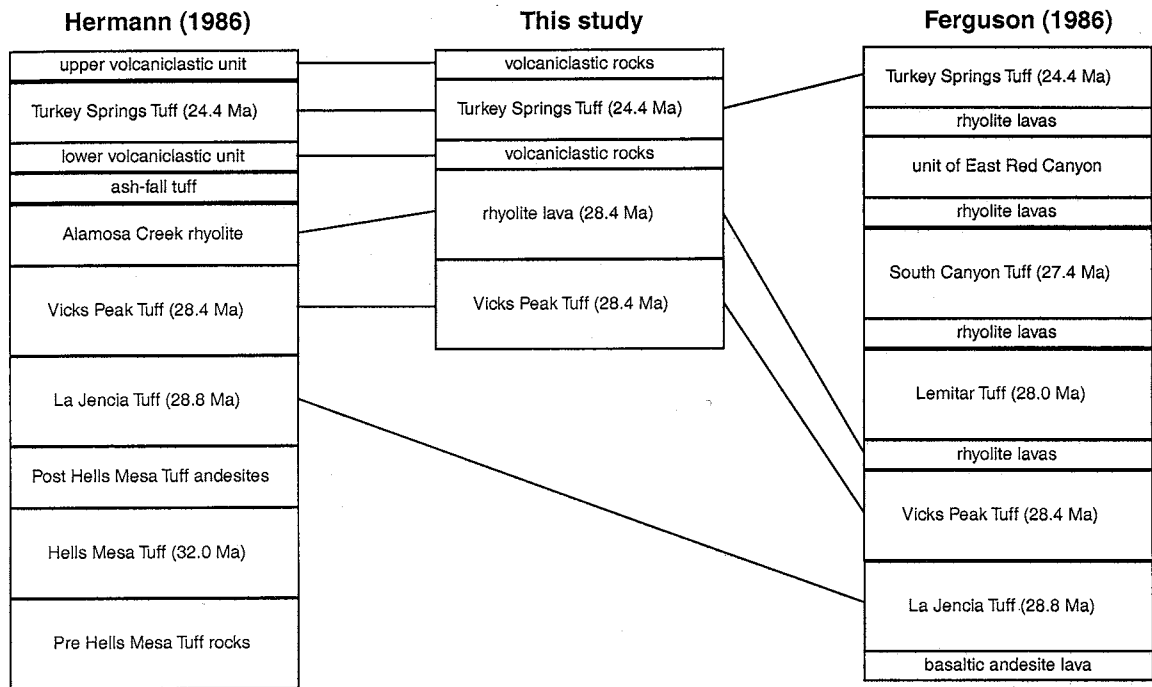 Hermann (1986)
upper volcaniclastic unit
Turkey Springs Tuff (24.4 Ma)
lower volcaniclastic unit
ash-fall tuff
Alamosa Creek rhyolite
Vicks Peak Tuff (28.4 Ma)
La Jencia Tuff (28.8 Ma)
Post Hells Mesa Tuff andesites
Hells Mesa Tuff (32.0 Ma)
Pre Hells Mesa Tuff rocks
This study
volcaniclastic rocks
Turkey Springs Tuff (24.4 Ma)
volcaniclastic rocks
rhyolite lava (28.4 Ma)
Vicks Peak Tuff (28.4 Ma)
Ferguson (1986)
Turkey Springs Tuff (24.4 Ma)
rhyolite lavas
unit of East Red Canyon
rhyolite lavas
South Canyon Tuff (27.4 Ma)
rhyolite lavas
Lemitar Tuff (28.0 Ma)
rhyolite lavas
Vicks Peak Tuff (28.4 Ma)
La Jencia Tuff (28.8 Ma)
basaltic andesite lava